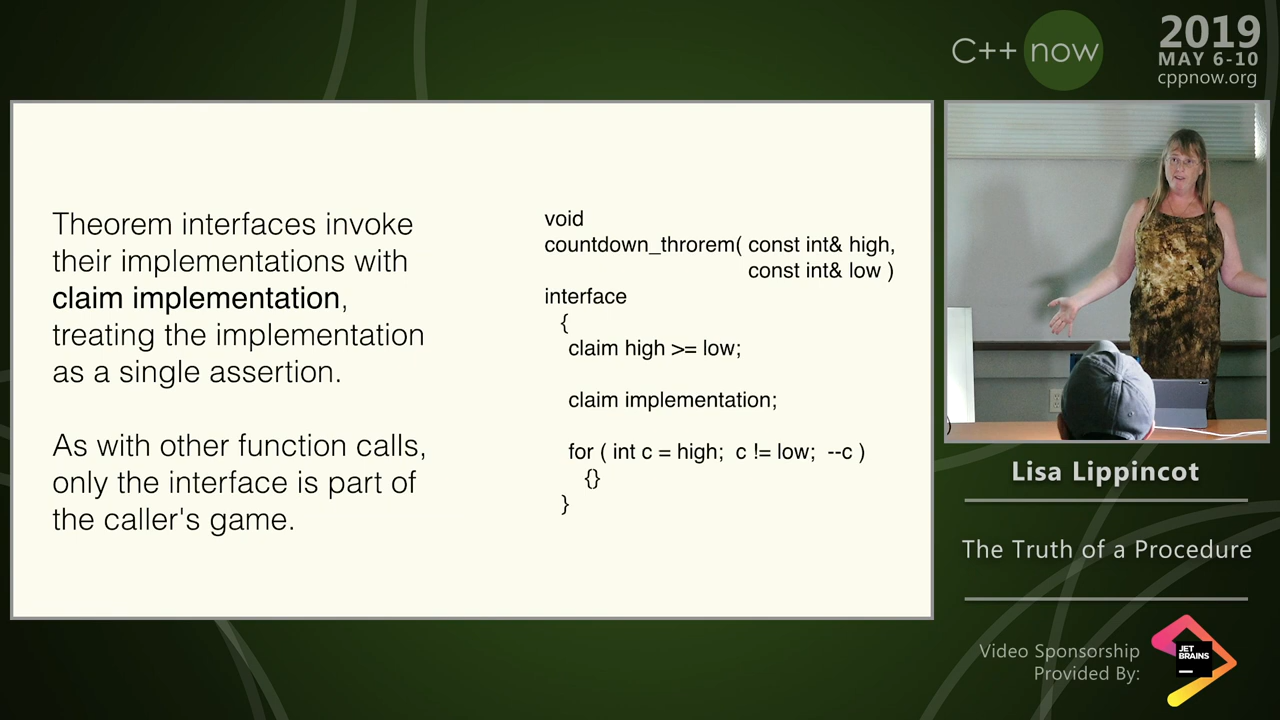 C++ now
2019
MAY 6-10
cppnow.org
Theorem interfaces invoke
their implementations with
claim implementation,
treating the implementation
as a single assertion.
As with other function calls,
only the interface is part of
the caller's game.
void
countdown_throrem( const int& high,
const int& low )
interface
{
claim high >= low;
claim implementation;
for ( int c = high; c != low; --c )
{}
}
Lisa Lippincot
The Truth of a Procedure
Video Sponsorship
Provided By:
JET
BRAINS